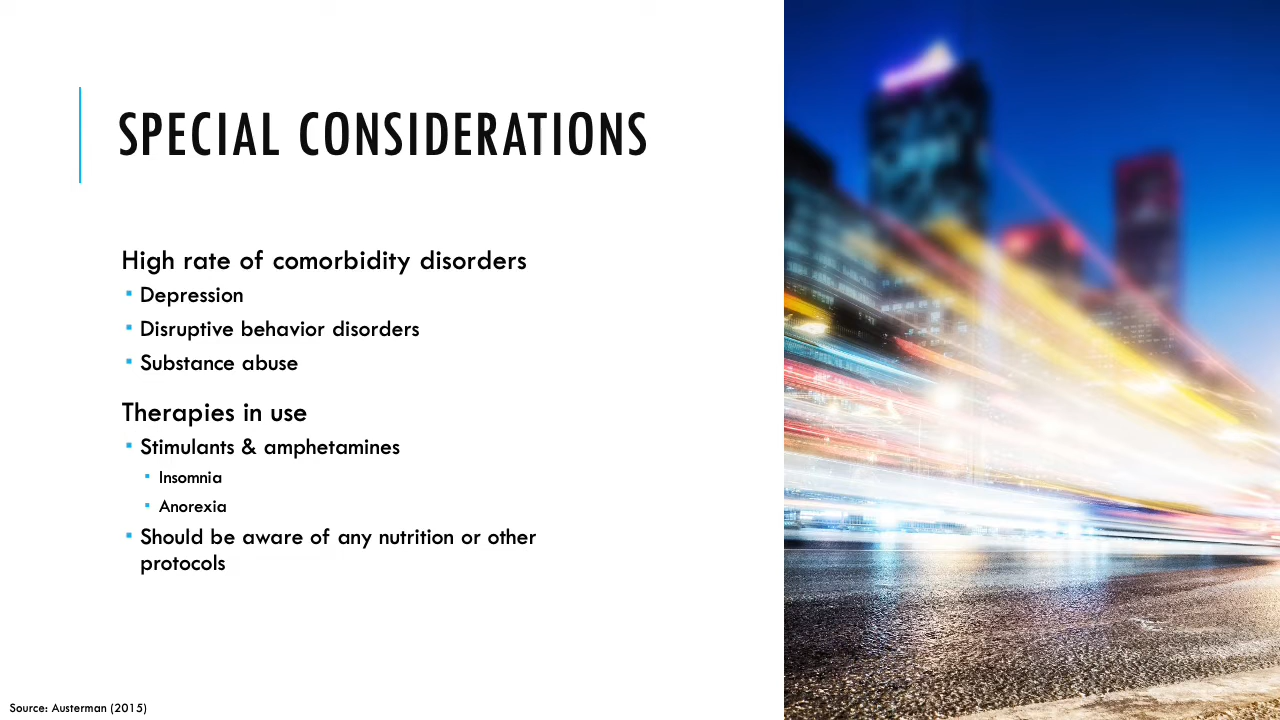 SPECIAL CONSIDERATIONS
High rate of comorbidity disorders
▪ Depression
▪ Disruptive behavior disorders
▪ Substance abuse
Therapies in use
▪ Stimulants & amphetamines
▪ Insomnia
▪ Anorexia
▪ Should be aware of any nutrition or other
protocols
Source: Austerman (2015)